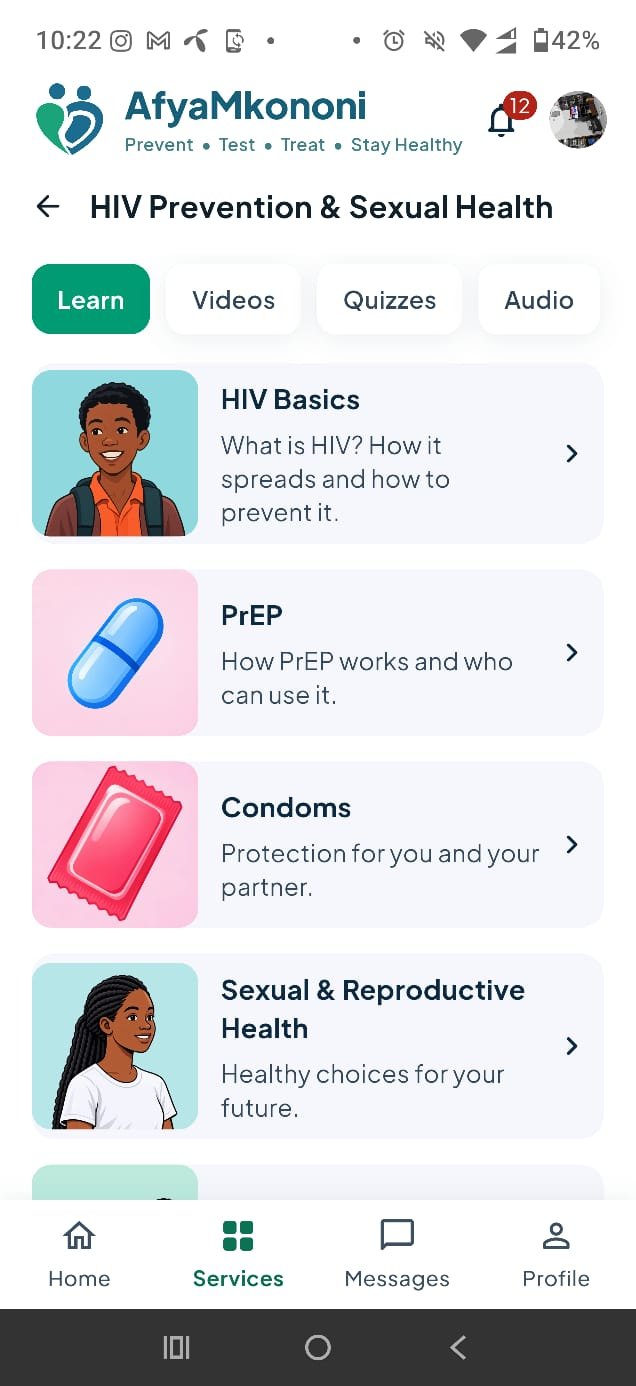 10:22
42%
AfyaMkononi
Prevent • Test • Treat • Stay Healthy
12
HIV Prevention & Sexual Health
Learn
Videos
Quizzes
Audio
HIV Basics
What is HIV? How it
spreads and how to
prevent it.
PrEP
How PrEP works and who
can use it.
Condoms
Protection for you and your
partner.
Sexual & Reproductive
Health
Healthy choices for your
future.
Home
Services
Messages
Profile